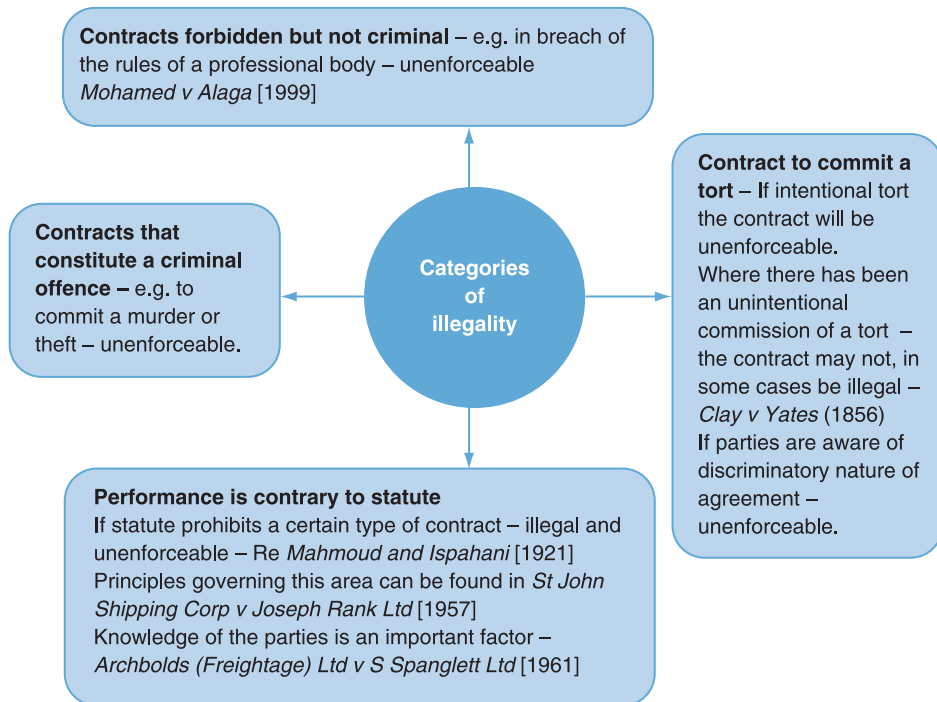 Contracts forbidden but not criminal – e.g. in breach of
the rules of a professional body – unenforceable
Mohamed v Alaga [1999]
Contracts that
constitute a criminal
offence – e.g. to
commit a murder or
theft – unenforceable.
Categories
of
illegality
Contract to commit a
tort – If intentional tort
the contract will be
unenforceable.
Where there has been
an unintentional
commission of a tort –
the contract may not, in
some cases be illegal –
Clay v Yates (1856)
If parties are aware of
discriminatory nature of
agreement –
unenforceable.
Performance is contrary to statute
If statute prohibits a certain type of contract – illegal and
unenforceable – Re Mahmoud and Ispahani [1921]
Principles governing this area can be found in St John
Shipping Corp v Joseph Rank Ltd [1957]
Knowledge of the parties is an important factor –
Archbolds (Freightage) Ltd v S Spanglett Ltd [1961]